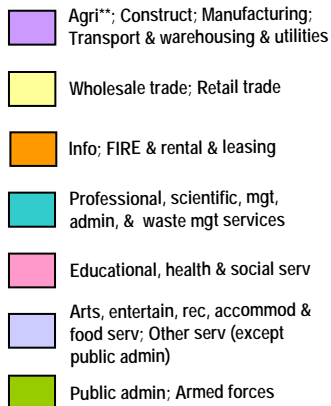 Agri**; Construct; Manufacturing;
Transport & warehousing & utilities
Wholesale trade; Retail trade
Info; FIRE & rental & leasing
Professional, scientific, mgt,
admin, & waste mgt services
Educational, health & social serv
Arts, entertain, rec, accommod &
food serv; Other serv (except
public admin)
Public admin; Armed forces